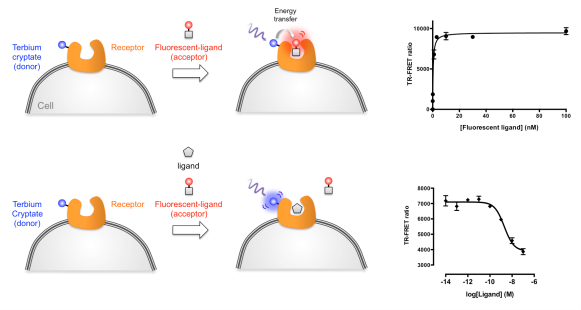 Energy
transfer
Terbium
cryptate
(donor)
Receptor
Fluorescent-ligand
(acceptor)
Cell
TR-FRET ratio
10000
5000
0
0
20
40
60
80
100
[Fluorescent ligand] (nM)
ligand
Terbium
Cryptate
(donor)
Receptor
Fluorescent-ligand
(acceptor)
TR-FRET ratio
8000
7000
6000
5000
4000
3000
-14
-12
-10
-8
-6
log[Ligand] (M)